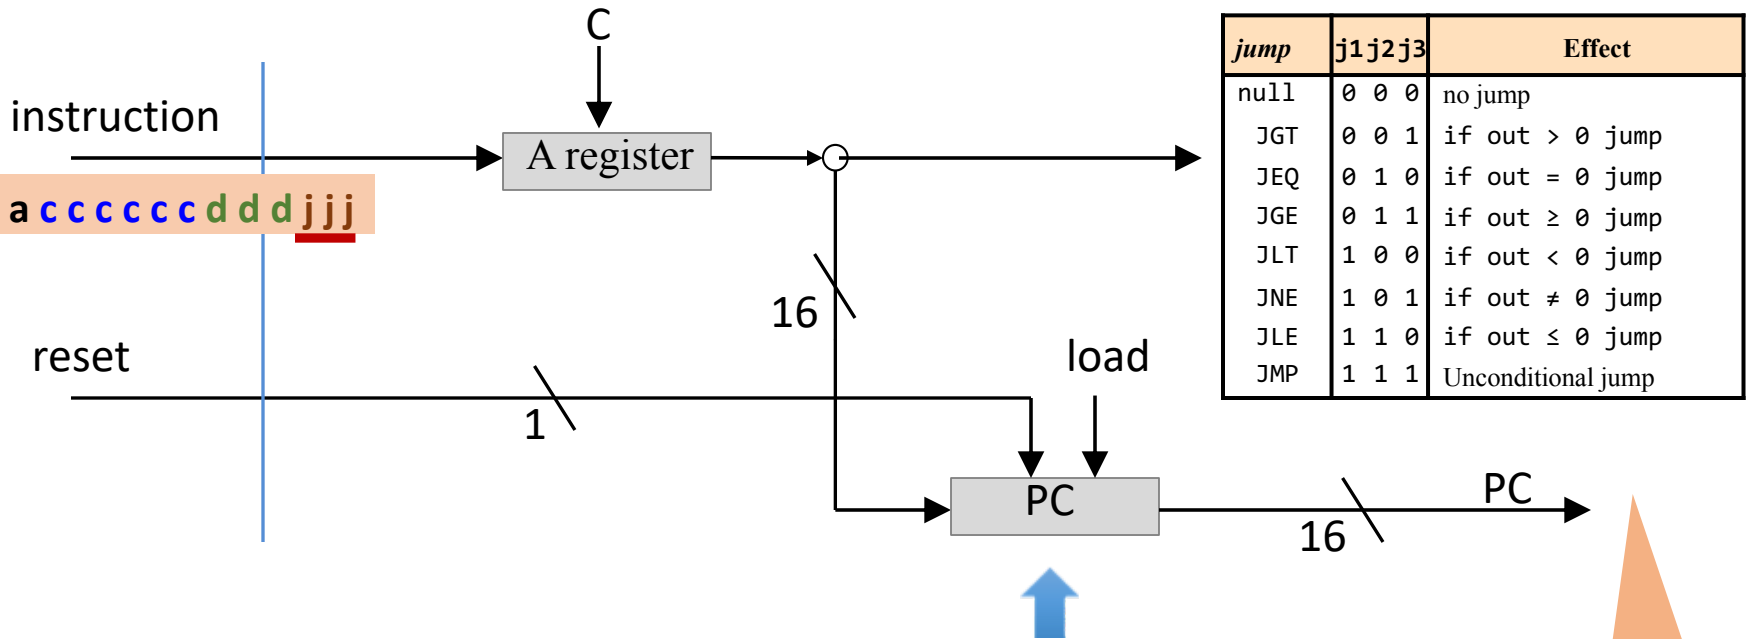 C
instruction
A register
a c c c c c c d d d j j j
16
reset
1
load
PC
16
PC
jump j1 j2 j3 Effect
null 0 0 0 no jump
JGT 0 0 1 if out > 0 jump
JEQ 0 1 0 if out = 0 jump
JGE 0 1 1 if out ≥ 0 jump
JLT 1 0 0 if out < 0 jump
JNE 1 0 1 if out ≠ 0 jump
JLE 1 1 0 if out ≤ 0 jump
JMP 1 1 1 Unconditional jump